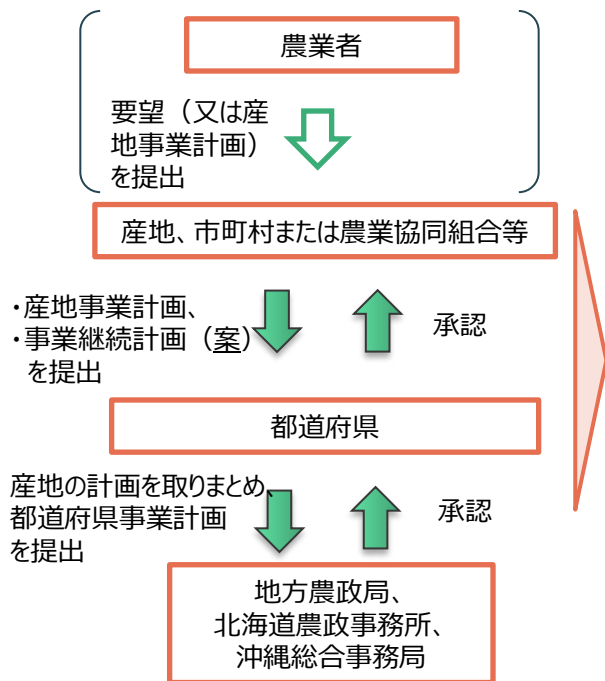 農業者
要望（又は産
地事業計画）
を提出
産地、市町村または農業協同組合等
・産地事業計画、
・事業継続計画（案）
を提出
承認
都道府県
産地の計画を取りまとめ、
都道府県事業計画
を提出
承認
地方農政局、
北海道農政事務所、
沖縄総合事務局